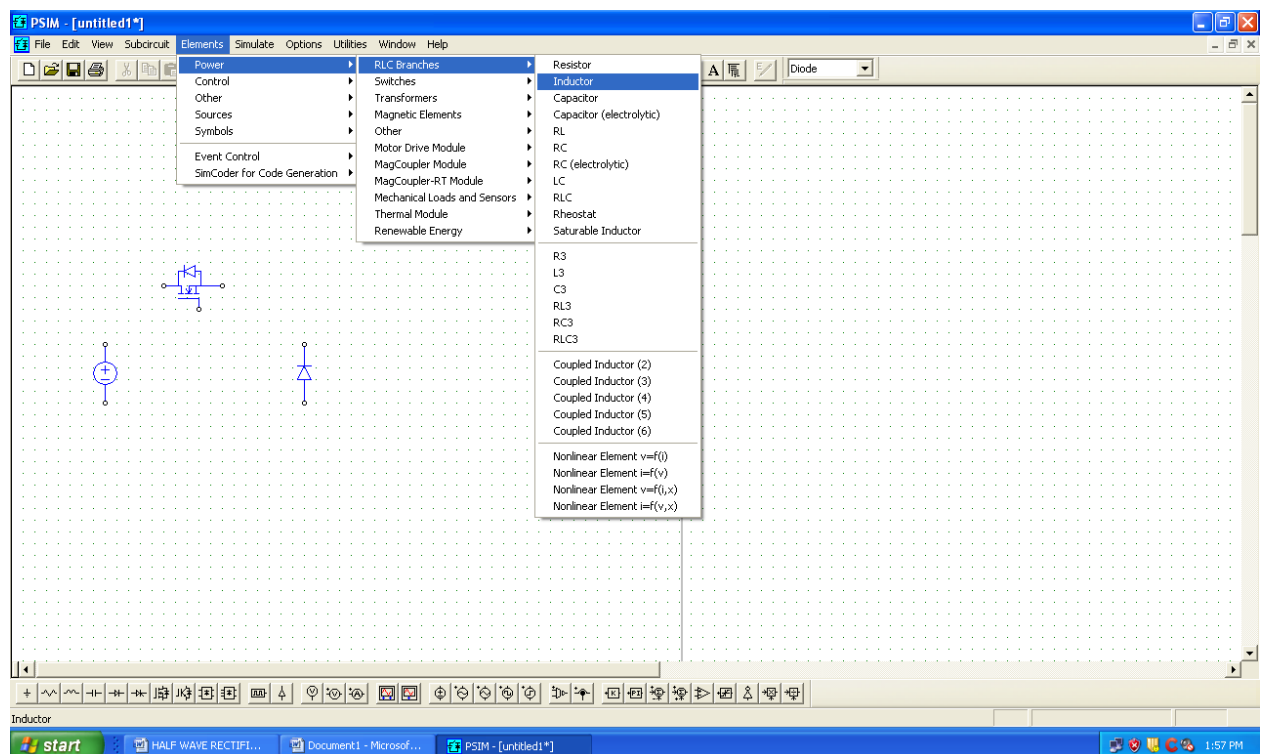 PSIM - [untitled1*]
File Edit View Subcircuit Elements Simulate Options Utilities Window Help
A Diode
Power
Control
Other
Sources
Symbols
Event Control
SimCoder for Code Generation
RLC Branches
Switches
Transformers
Magnetic Elements
Other
Motor Drive Module
MagCoupler Module
MagCoupler-RT Module
Mechanical Loads and Sensors
Thermal Module
Renewable Energy
Resistor
Inductor
Capacitor
Capacitor (electrolytic)
RL
RC
RC (electrolytic)
LC
RLC
Rheostat
Saturable Inductor
R3
L3
C3
RL3
RC3
RLC3
Coupled Inductor (2)
Coupled Inductor (3)
Coupled Inductor (4)
Coupled Inductor (5)
Coupled Inductor (6)
Nonlinear Element v=f(i)
Nonlinear Element i=f(v)
Nonlinear Element v=f(i,x)
Nonlinear Element i=f(v,x)
Inductor
start HALF WAVE RECTIFI... Document1 - Microsof... PSIM - [untitled1*] 1:57 PM